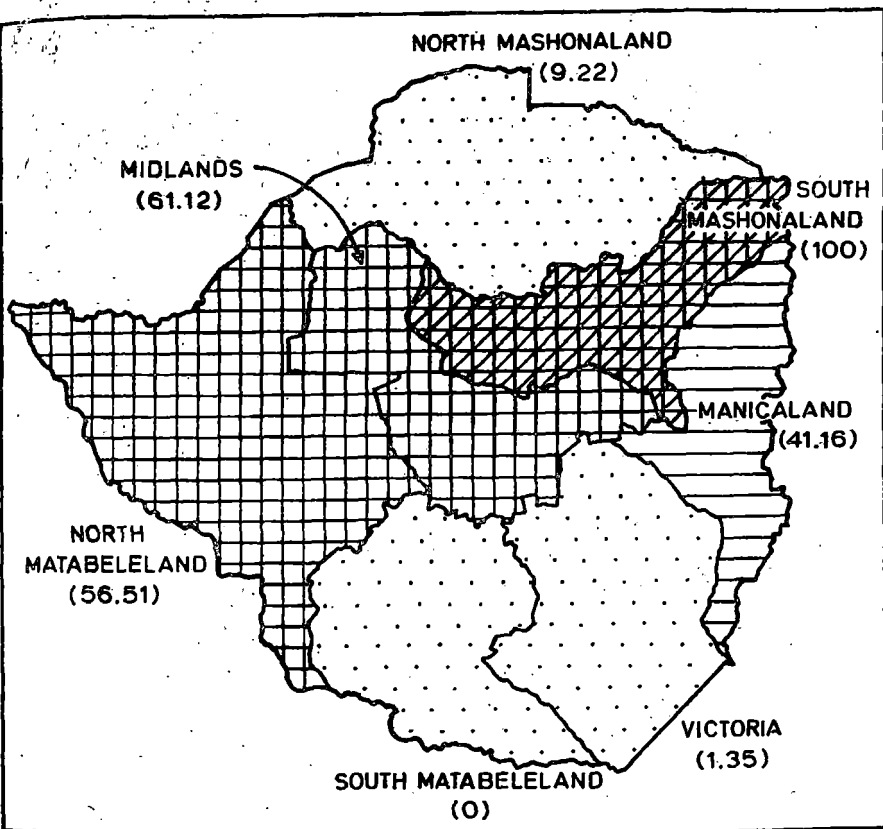 NORTH MASHONALAND
(9.22)
MIDLANDS
(61.12)
SOUTH
MASHONALAND
(100)
MANICALAND
(41.16)
NORTH
MATABELELAND
(56.51)
VICTORIA
(1.35)
SOUTH MATABELELAND
(0)